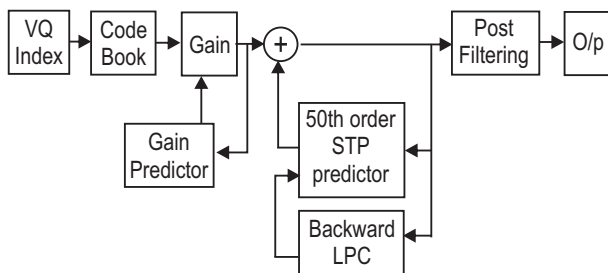 VQ
Index
Code
Book
Gain
+
Post
Filtering
O/p
Gain
Predictor
50th order
STP
predictor
Backward
LPC